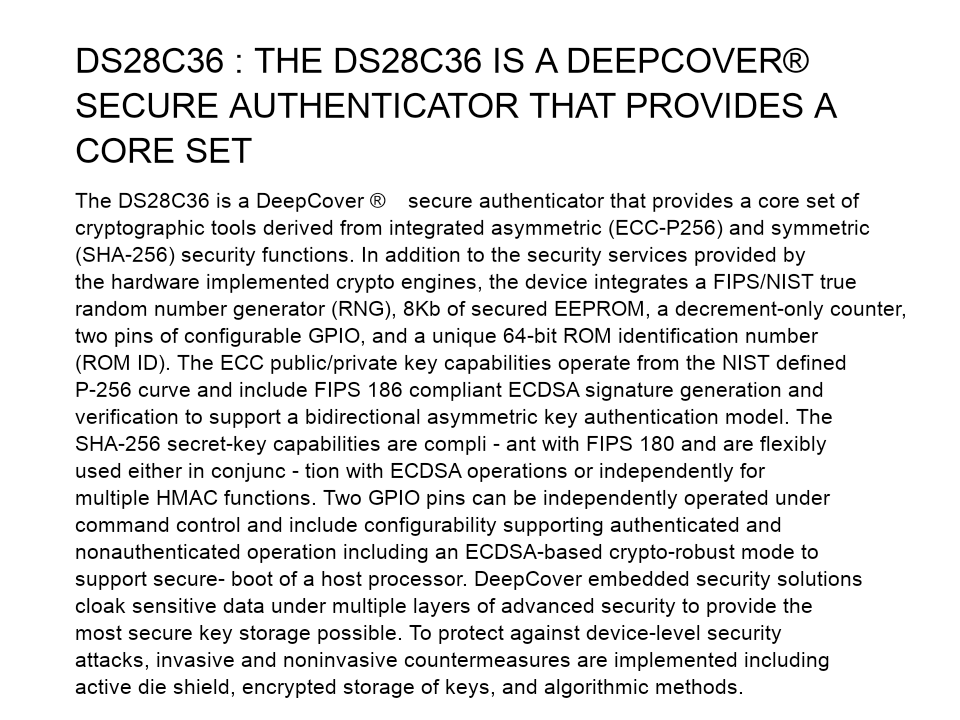 DS28C36 : THE DS28C36 IS A DEEPCOVER®
SECURE AUTHENTICATOR THAT PROVIDES A
CORE SET
The DS28C36 is a DeepCover ® secure authenticator that provides a core set of
cryptographic tools derived from integrated asymmetric (ECC-P256) and symmetric
(SHA-256) security functions. In addition to the security services provided by
the hardware implemented crypto engines, the device integrates a FIPS/NIST true
random number generator (RNG), 8Kb of secured EEPROM, a decrement-only counter,
two pins of configurable GPIO, and a unique 64-bit ROM identification number
(ROM ID). The ECC public/private key capabilities operate from the NIST defined
P-256 curve and include FIPS 186 compliant ECDSA signature generation and
verification to support a bidirectional asymmetric key authentication model. The
SHA-256 secret-key capabilities are compli - ant with FIPS 180 and are flexibly
used either in conjunc - tion with ECDSA operations or independently for
multiple HMAC functions. Two GPIO pins can be independently operated under
command control and include configurability supporting authenticated and
nonauthenticated operation including an ECDSA-based crypto-robust mode to
support secure- boot of a host processor. DeepCover embedded security solutions
cloak sensitive data under multiple layers of advanced security to provide the
most secure key storage possible. To protect against device-level security
attacks, invasive and noninvasive countermeasures are implemented including
active die shield, encrypted storage of keys, and algorithmic methods.